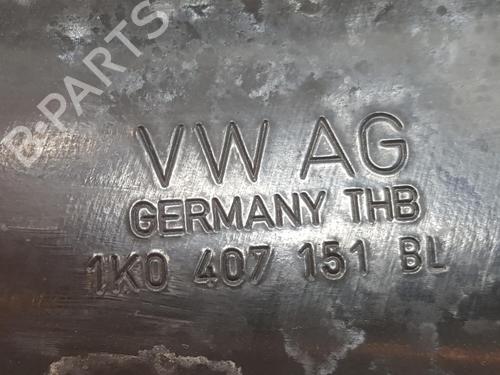 B-PARTS
VW AG
GERMANY THB
1K0 407 151 BL